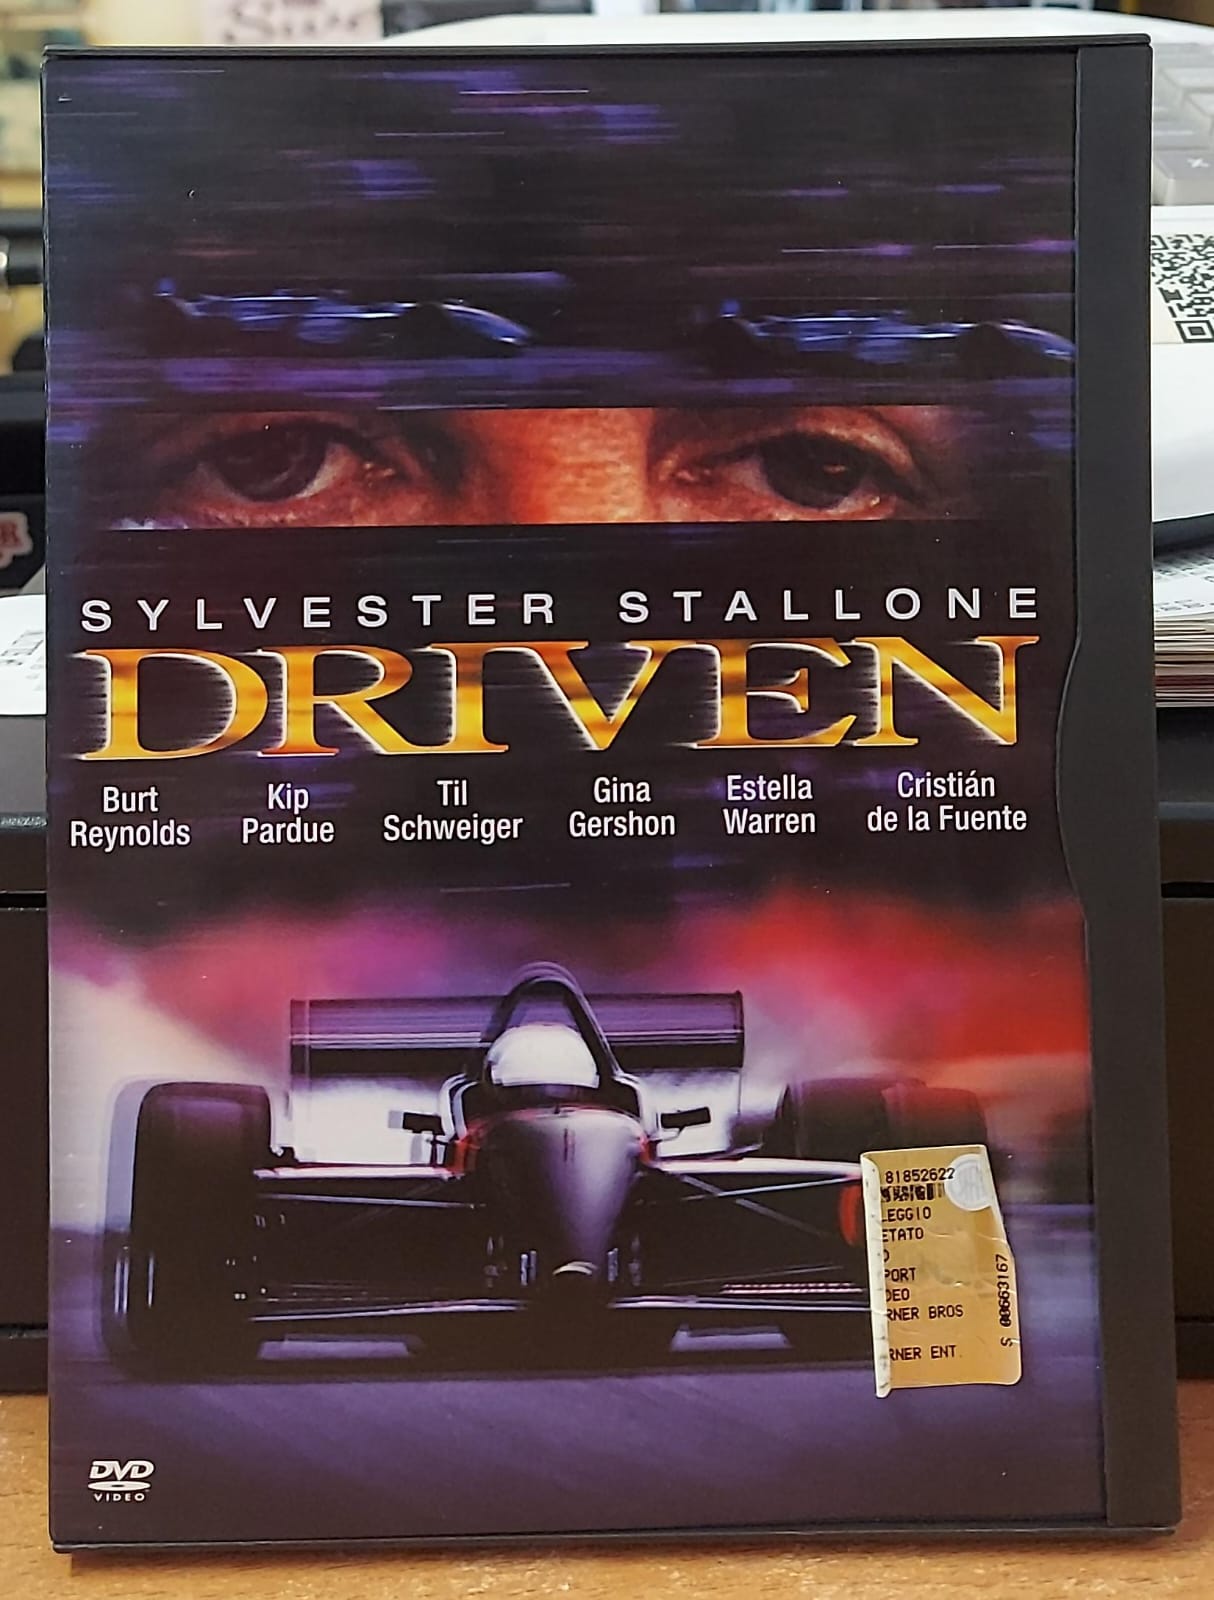 SYLVESTER STALLONE
DRIVEN
Burt Reynolds
Kip Pardue
Til Schweiger
Gina Gershon
Estella Warren
Cristián de la Fuente
81852622
LEGGIO
ETATO
PORT
DEO
RNER BROS
RNER ENT.
S 00663167
DVD
VIDEO